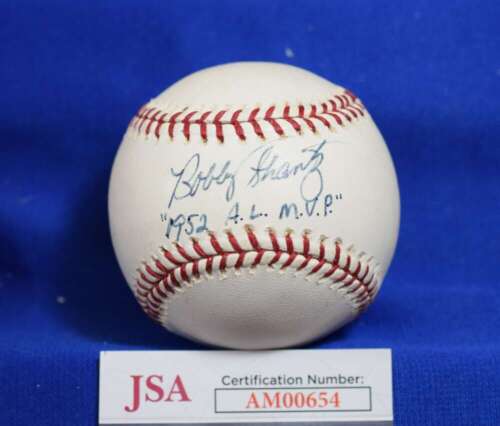 Bobby Shantz
"1952 A.L. M.V.P."
JSA
Certification Number:
AM00654